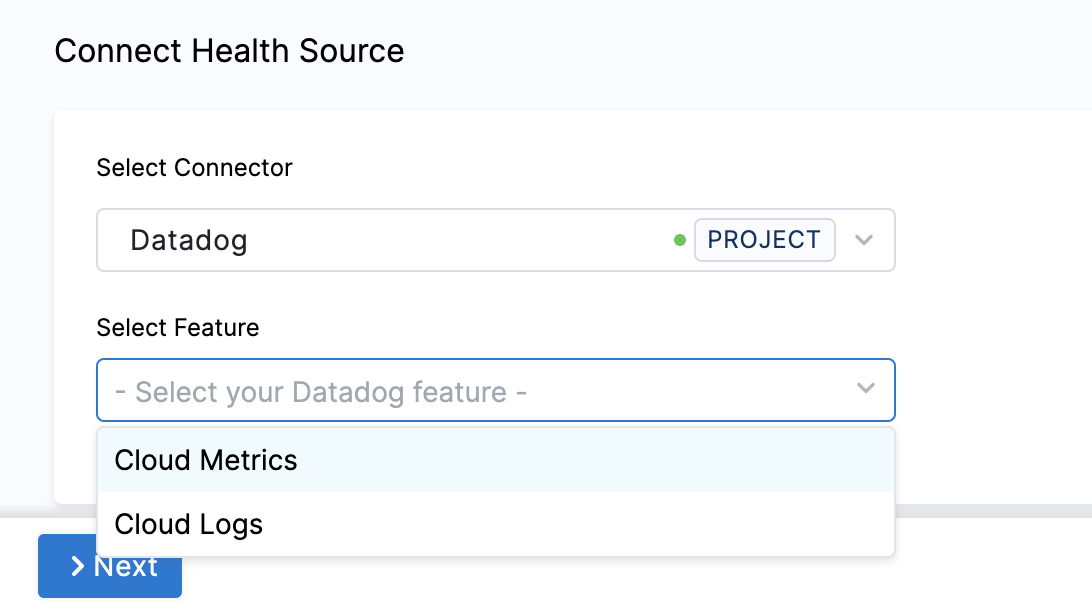 Connect Health Source
Select Connector
Datadog PROJECT
Select Feature
- Select your Datadog feature -
Cloud Metrics
Cloud Logs
Next